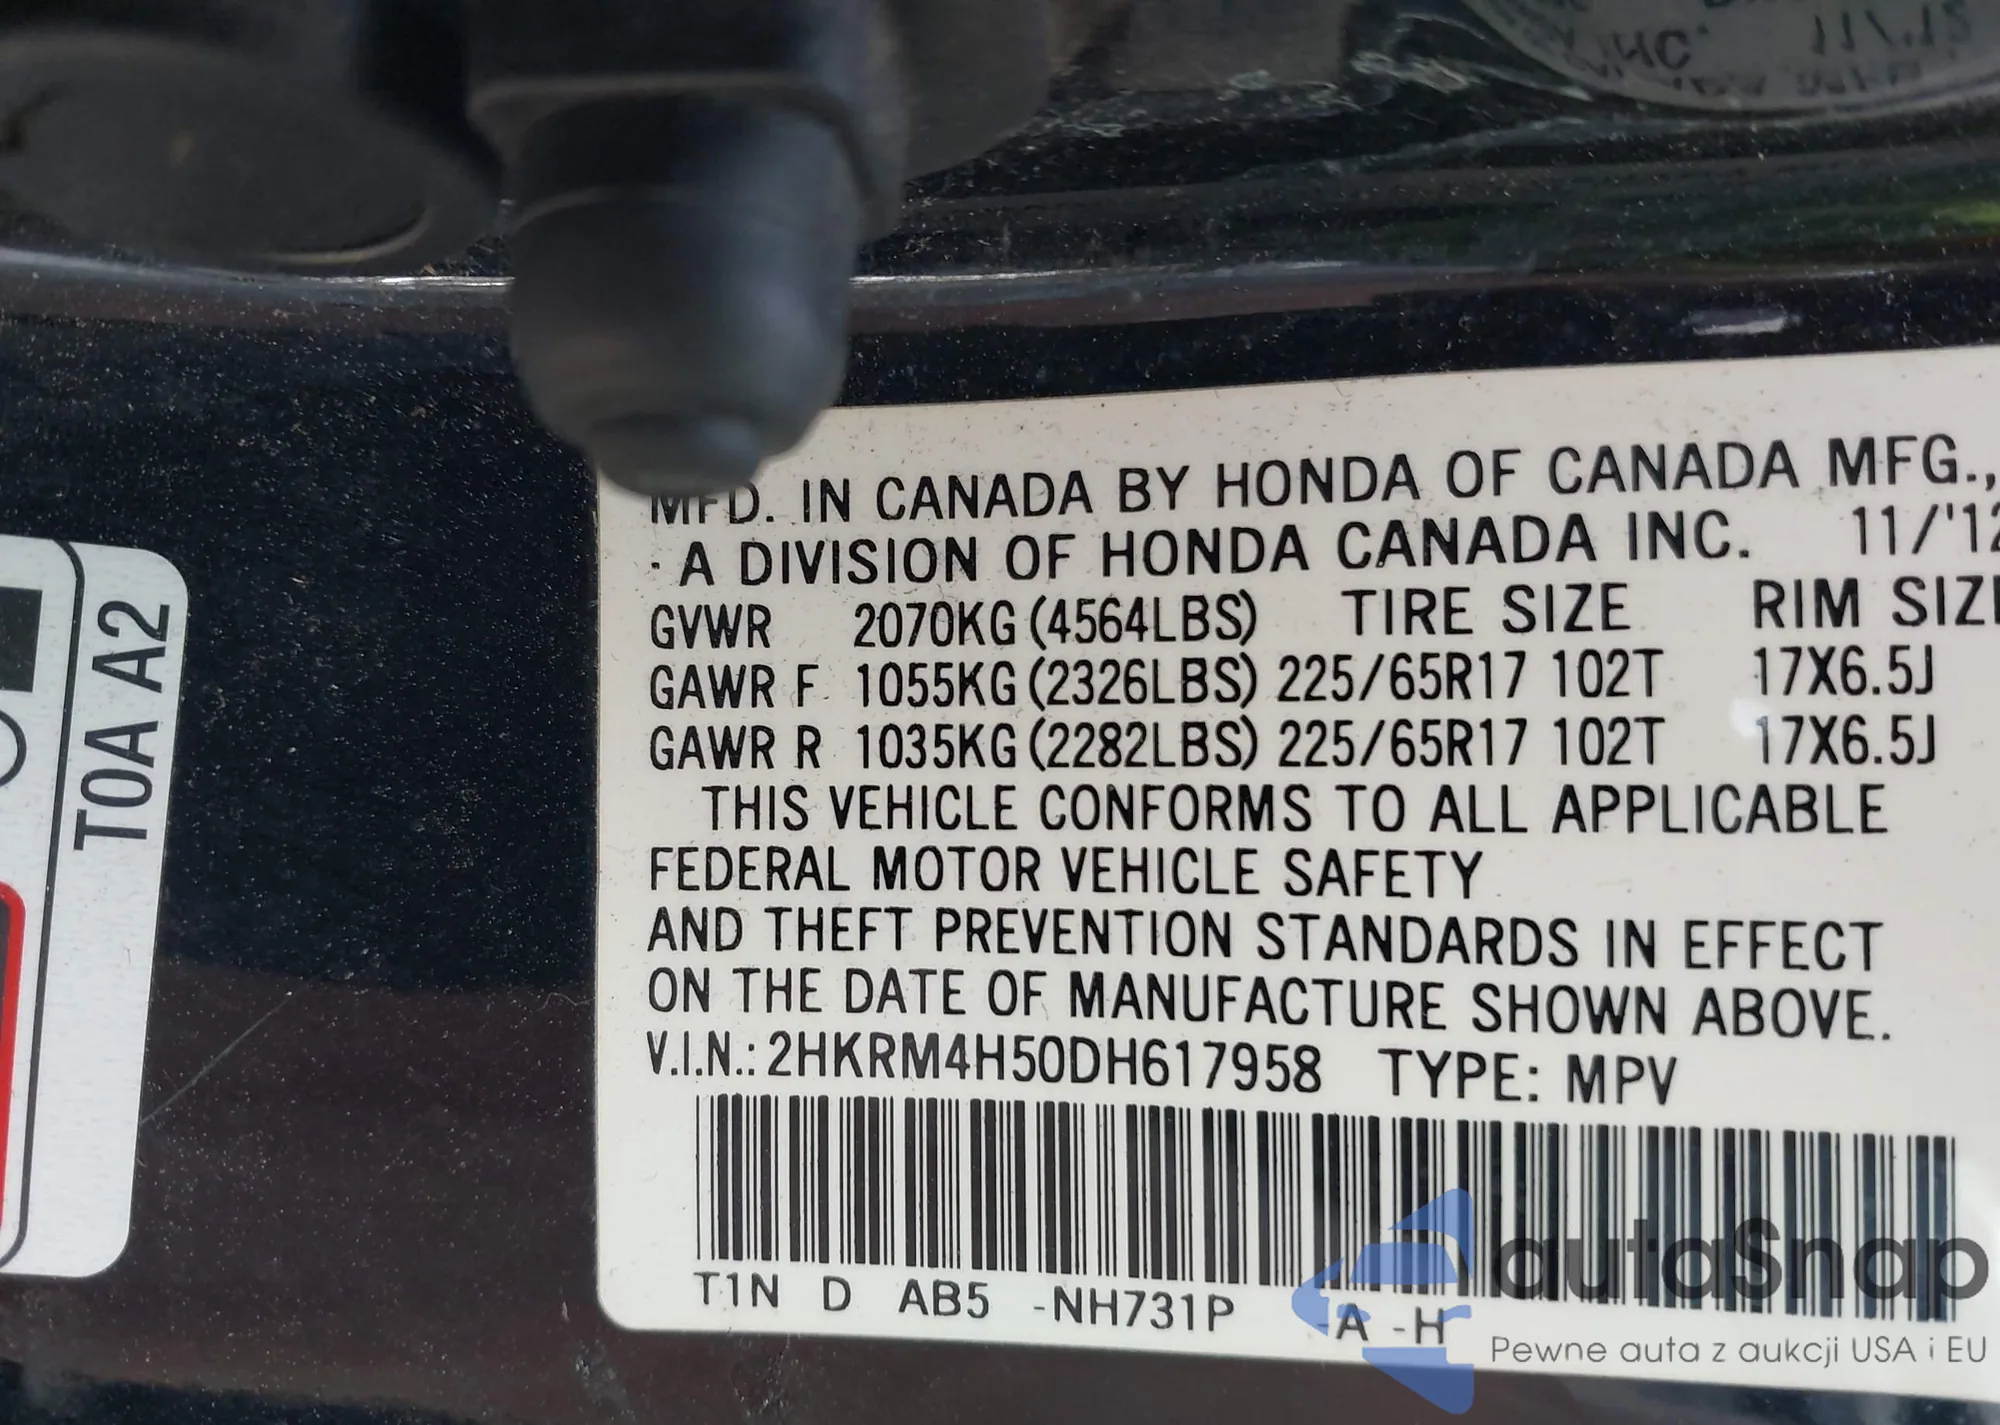 MFD. IN CANADA BY HONDA OF CANADA MFG.,
· A DIVISION OF HONDA CANADA INC. 11/'12
GVWR 2070KG (4564LBS) TIRE SIZE RIM SIZE
GAWR F 1055KG (2326LBS) 225/65R17 102T 17X6.5J
GAWR R 1035KG (2282LBS) 225/65R17 102T 17X6.5J
THIS VEHICLE CONFORMS TO ALL APPLICABLE
FEDERAL MOTOR VEHICLE SAFETY
AND THEFT PREVENTION STANDARDS IN EFFECT
ON THE DATE OF MANUFACTURE SHOWN ABOVE.
V.I.N.: 2HKRM4H50DH617958 TYPE: MPV
T1N D AB5 -NH731P A -H
T0A A2
autaSnap
Pewne auta z aukcji USA i EU